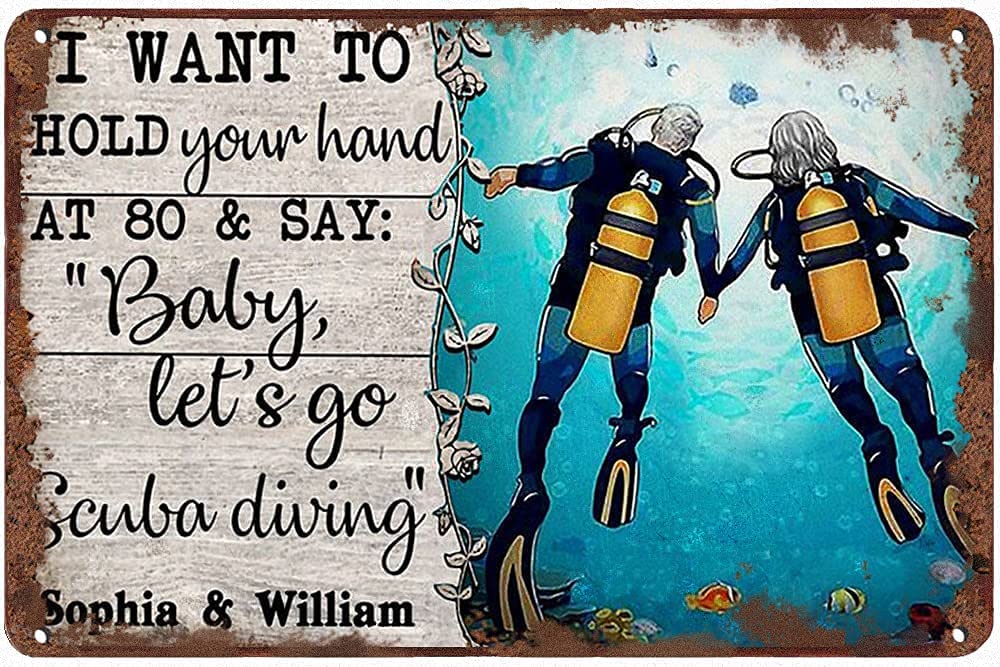 I WANT TO
HOLD your hand
AT 80 & SAY:
"Baby,
let's go
Scuba diving"
Sophia & William